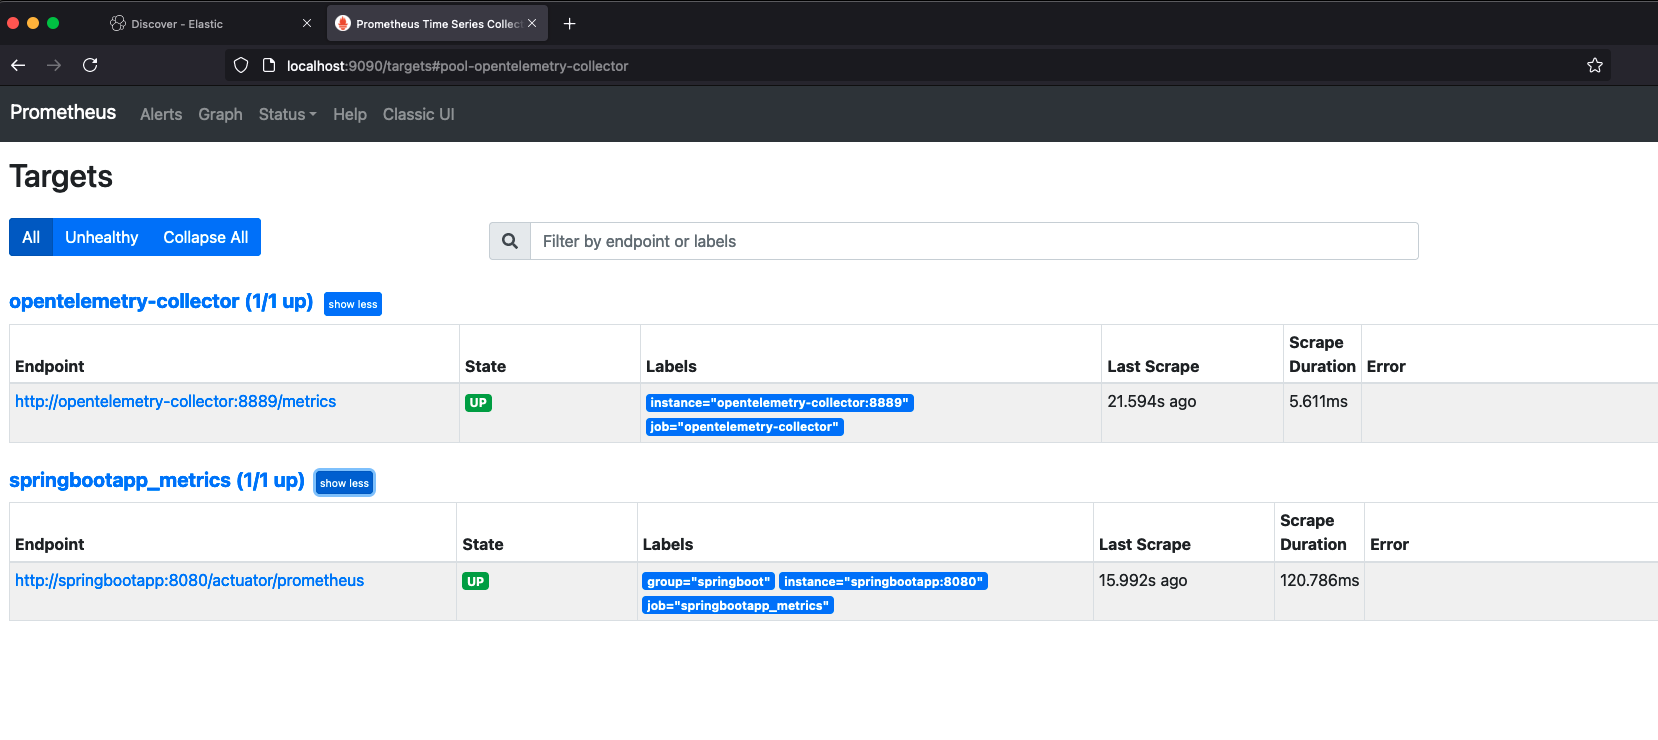 Discover - Elastic
Prometheus Time Series Collec
localhost:9090/targets#pool-opentelemetry-collector
Prometheus Alerts Graph Status Help Classic UI
Targets
All Unhealthy Collapse All
Filter by endpoint or labels
opentelemetry-collector (1/1 up) show less
Endpoint State Labels Last Scrape Scrape Duration Error
http://opentelemetry-collector:8889/metrics UP instance="opentelemetry-collector:8889" 21.594s ago 5.611ms
job="opentelemetry-collector"
springbootapp_metrics (1/1 up) show less
Endpoint State Labels Last Scrape Scrape Duration Error
http://springbootapp:8080/actuator/prometheus UP group="springboot" instance="springbootapp:8080" 15.992s ago 120.786ms
job="springbootapp_metrics"